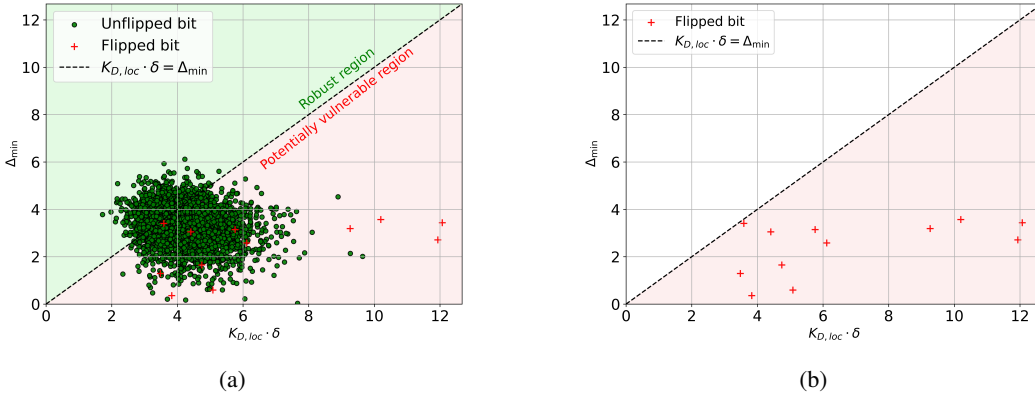 Unflipped bit
Flipped bit
K_{D,loc} · δ = Δ_min
Robust region
Potentially vulnerable region
12
10
8
6
4
2
0
Δ_min
0 2 4 6 8 10 12
K_{D,loc} · δ
(a)
Flipped bit
K_{D,loc} · δ = Δ_min
12
10
8
6
4
2
0
Δ_min
0 2 4 6 8 10 12
K_{D,loc} · δ
(b)